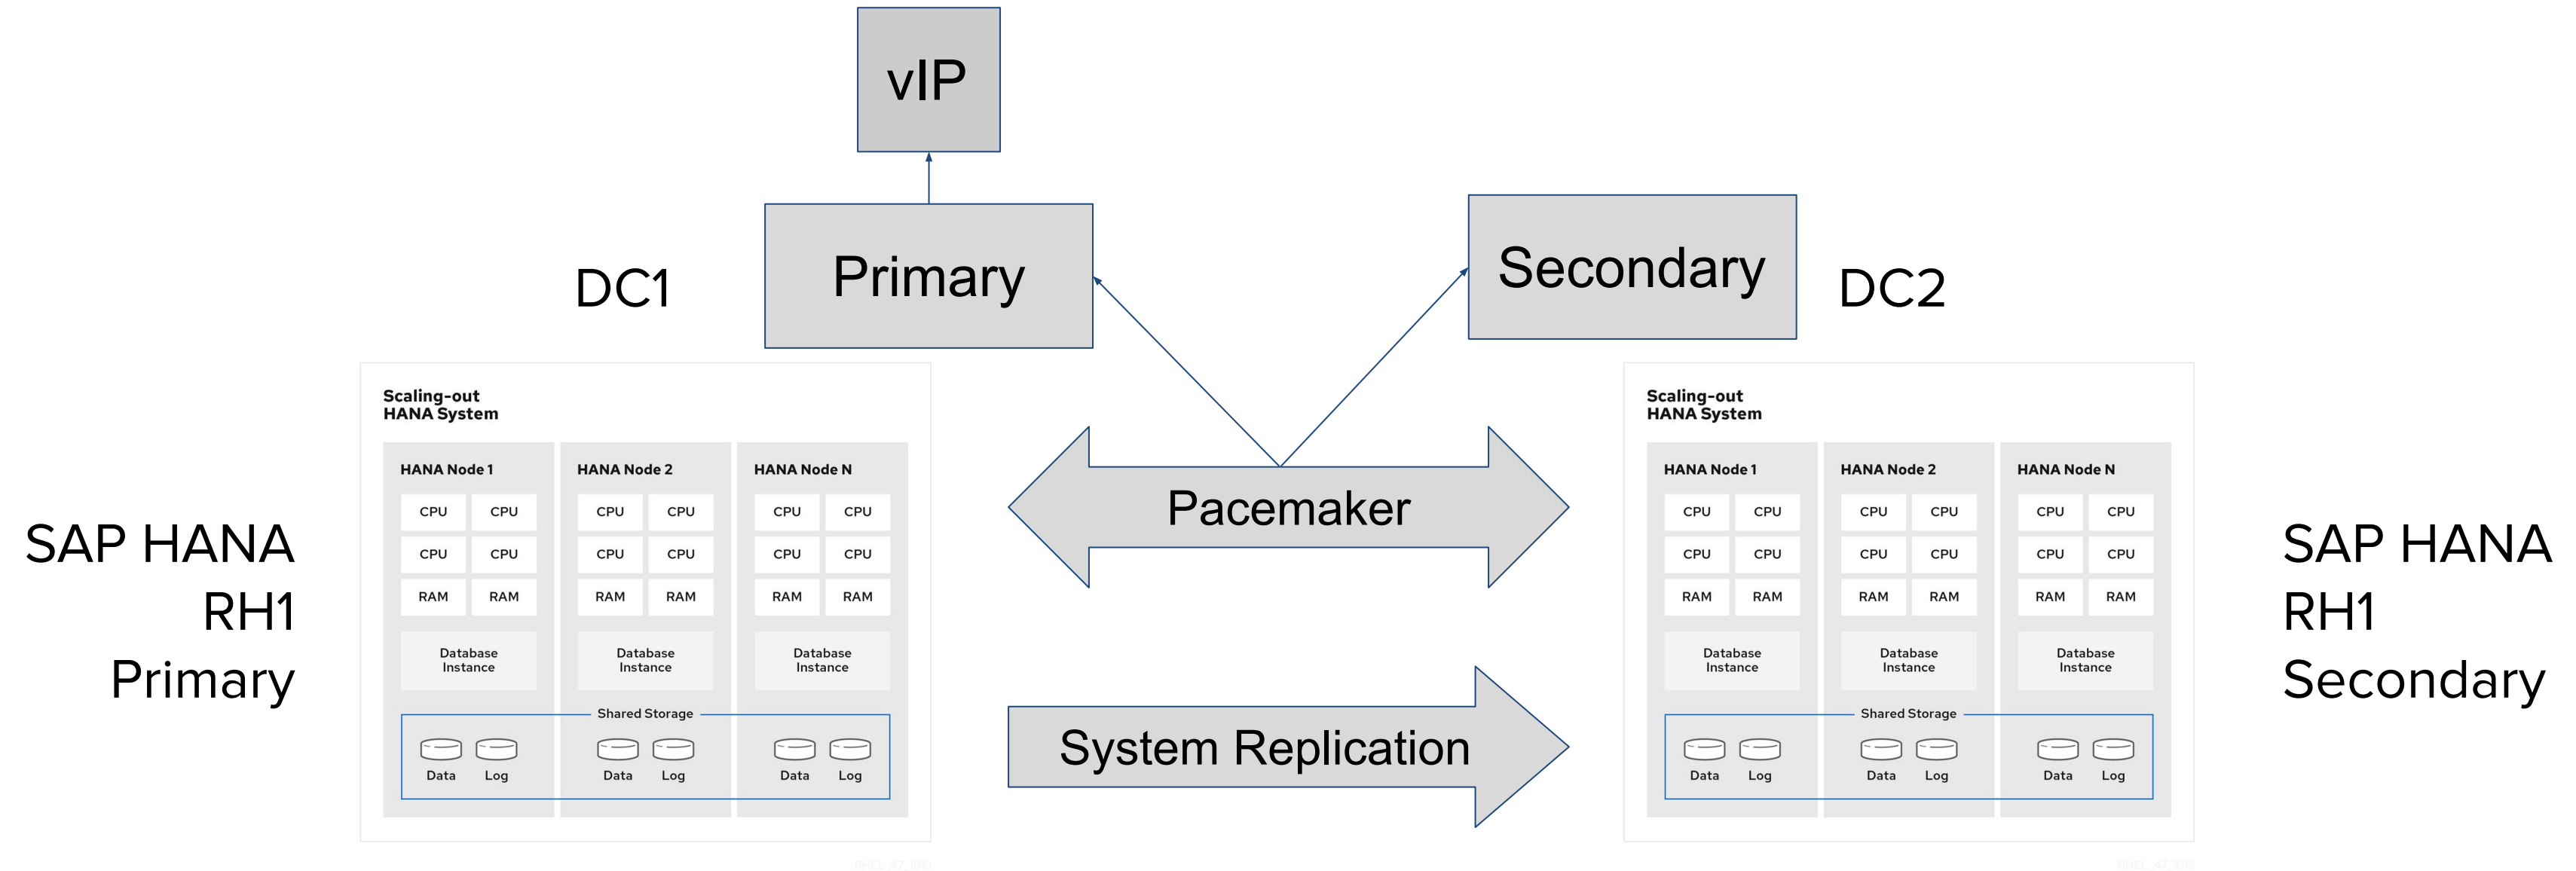 vIP
Primary
Secondary
DC1
DC2
Scaling-out
HANA System
HANA Node 1
HANA Node 2
HANA Node N
CPU CPU CPU CPU CPU CPU
CPU CPU CPU CPU CPU CPU
RAM RAM RAM RAM RAM RAM
Database
Instance
Database
Instance
Database
Instance
Shared Storage
Data Log Data Log Data Log
RHEL_47_1019
SAP HANA
RH1
Primary
Pacemaker
System Replication
Scaling-out
HANA System
HANA Node 1
HANA Node 2
HANA Node N
CPU CPU CPU CPU CPU CPU
CPU CPU CPU CPU CPU CPU
RAM RAM RAM RAM RAM RAM
Database
Instance
Database
Instance
Database
Instance
Shared Storage
Data Log Data Log Data Log
RHEL_47_1019
SAP HANA
RH1
Secondary